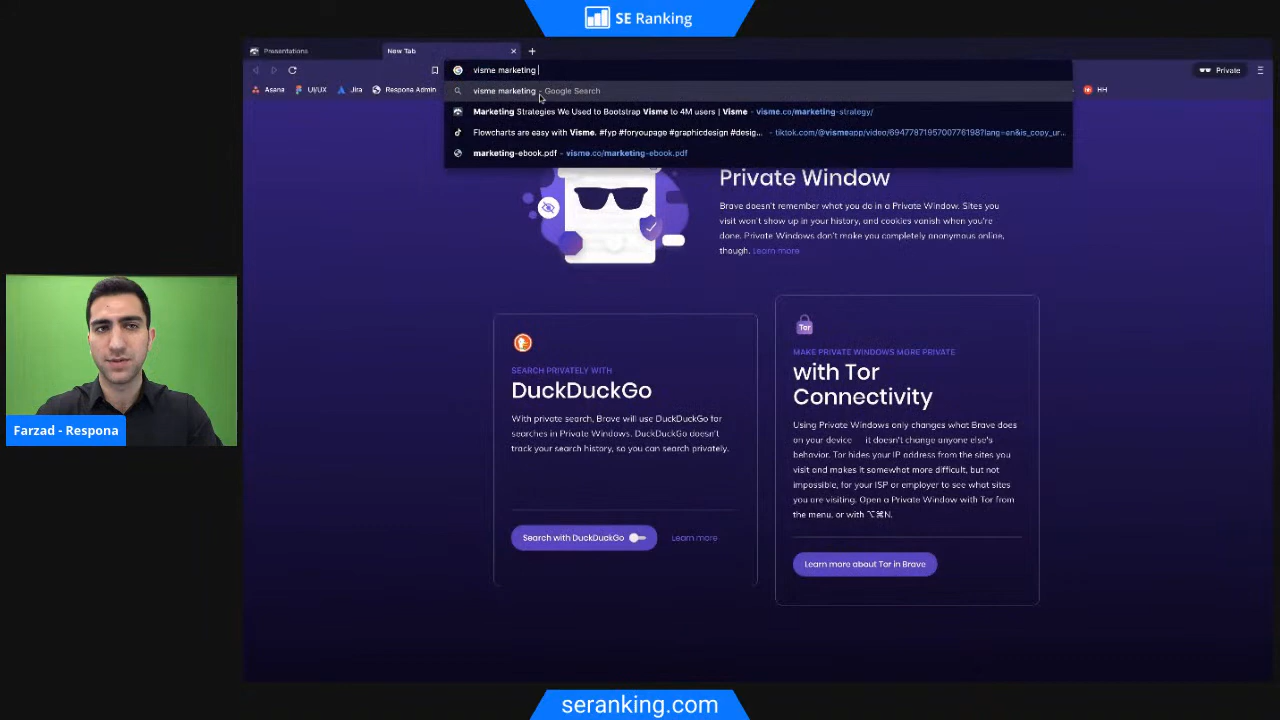 SE Ranking
Presentations
New Tab
visme marketing
Private
Asana
UI/UX
Jira
Respona Admin
HH
visme marketing - Google Search
Marketing Strategies We Used to Bootstrap Visme to 4M users | Visme - visme.co/marketing-strategy/
Flowcharts are easy with Visme. #fyp #foryoupage #graphicdesign #desig... - tiktok.com/@vismeapp/video/6947787195700776198?lang=en&is_copy_ur...
marketing-ebook.pdf - visme.co/marketing-ebook.pdf
Private Window
Brave doesn't remember what you do in a Private Window. Sites
you visit won't show up in your history, and cookies vanish when you're
done. Private Windows don't make you completely anonymous online,
though. Learn more
SEARCH PRIVATELY WITH
DuckDuckGo
With private search, Brave will use DuckDuckGo for
searches in Private Windows. DuckDuckGo doesn't
track your search history, so you can search privately.
Search with DuckDuckGo
Learn more
Tor
MAKE PRIVATE WINDOWS MORE PRIVATE
with Tor
Connectivity
Using Private Windows only changes what Brave does
on your device it doesn't change anyone else's
behavior. Tor hides your IP address from the sites you
visit and makes it somewhat more difficult, but not
impossible, for your ISP or employer to see what sites
you are visiting. Open a Private Window with Tor from
the menu, or with ⌥⌘N.
Learn more about Tor in Brave
Farzad - Respona
seranking.com